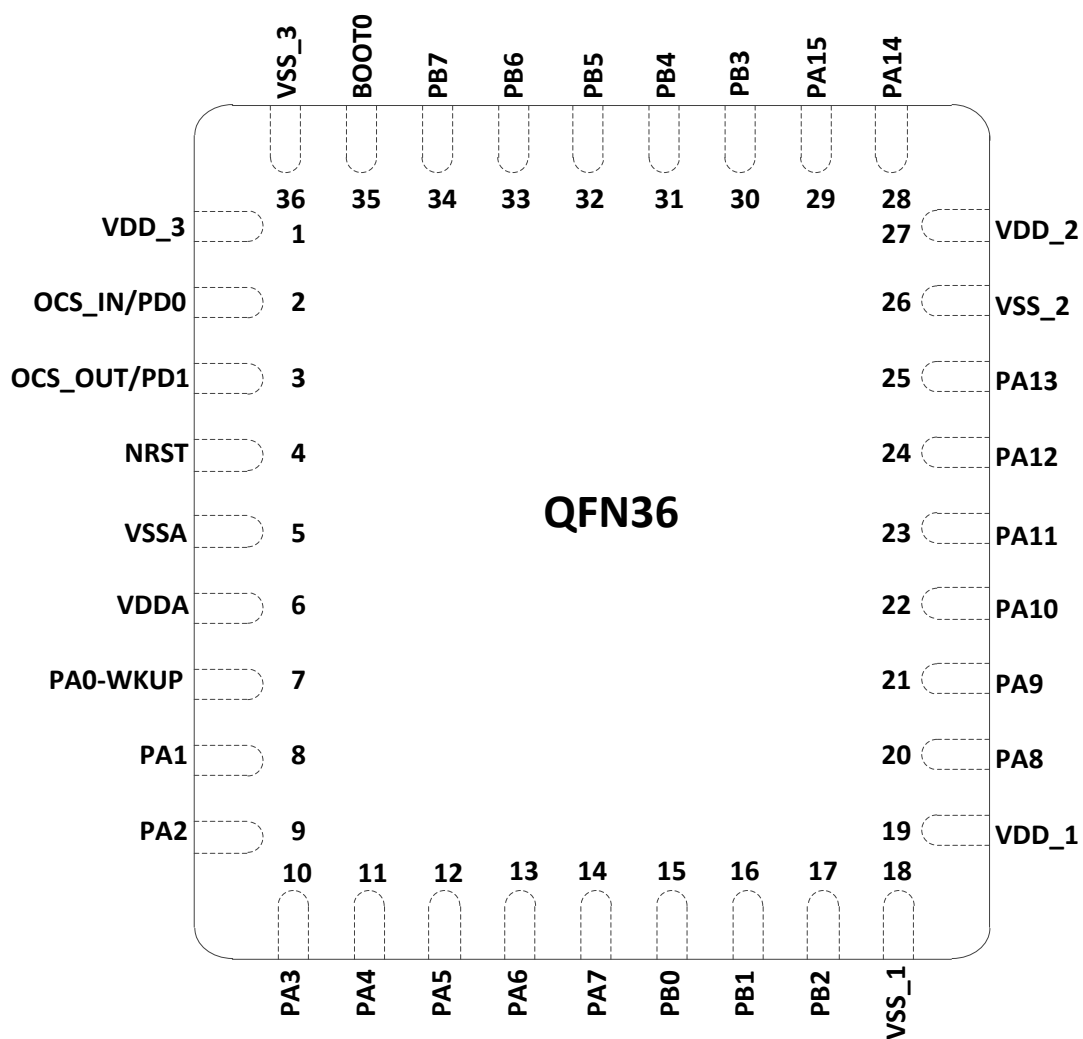 VSS_3 BOOT0 PB7 PB6 PB5 PB4 PB3 PA15 PA14
36 35 34 33 32 31 30 29 28
VDD_3 1 27 VDD_2
OCS_IN/PD0 2 26 VSS_2
OCS_OUT/PD1 3 25 PA13
NRST 4 24 PA12
QFN36
VSSA 5 23 PA11
VDDA 6 22 PA10
PA0-WKUP 7 21 PA9
PA1 8 20 PA8
PA2 9 19 VDD_1
10 11 12 13 14 15 16 17 18
PA3 PA4 PA5 PA6 PA7 PB0 PB1 PB2 VSS_1